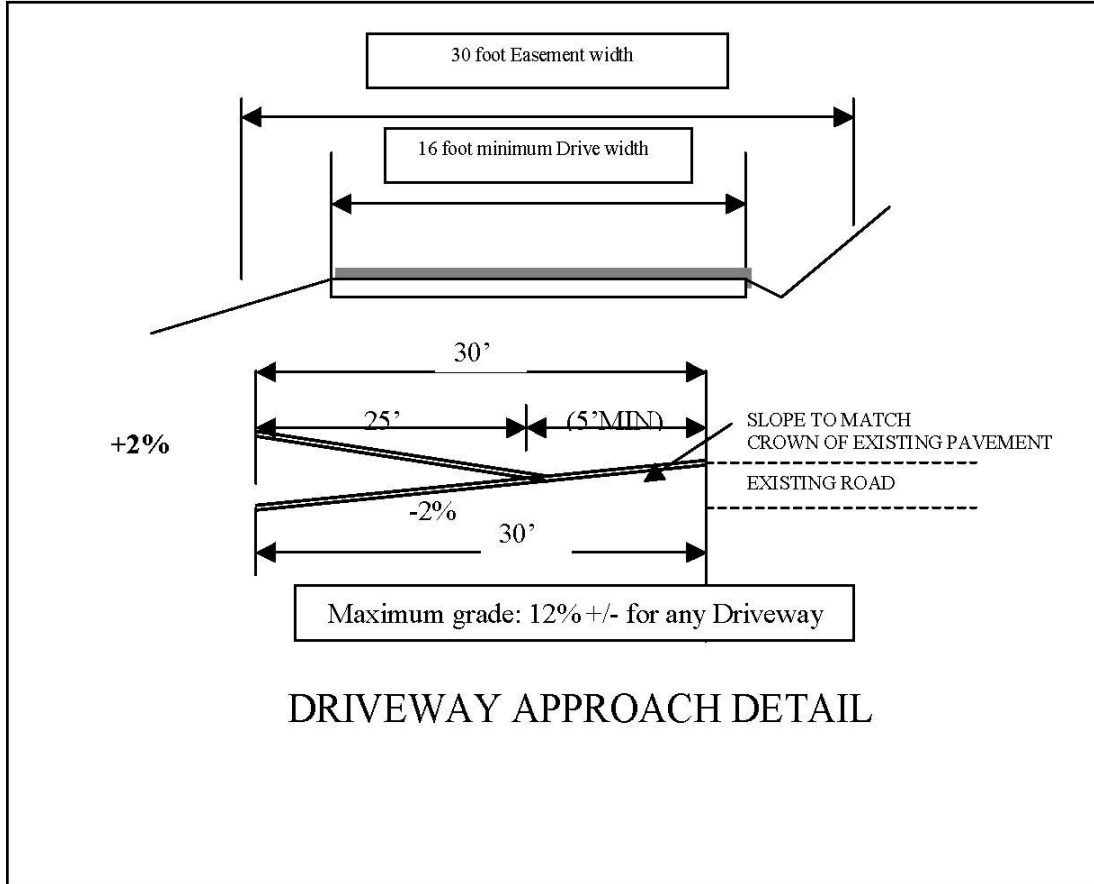 30 foot Easement width
16 foot minimum Drive width
30’
25’
(5’MIN)
SLOPE TO MATCH
CROWN OF EXISTING PAVEMENT
+2%
EXISTING ROAD
-2%
30’
Maximum grade: 12% +/- for any Driveway
DRIVEWAY APPROACH DETAIL